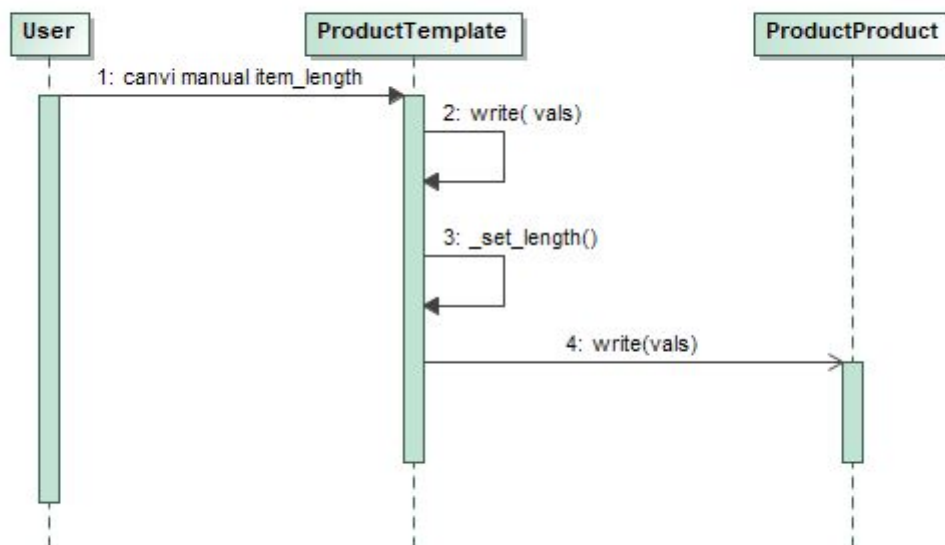 User
ProductTemplate
ProductProduct
1: canvi manual item_length
2: write( vals)
3: _set_length()
4: write(vals)